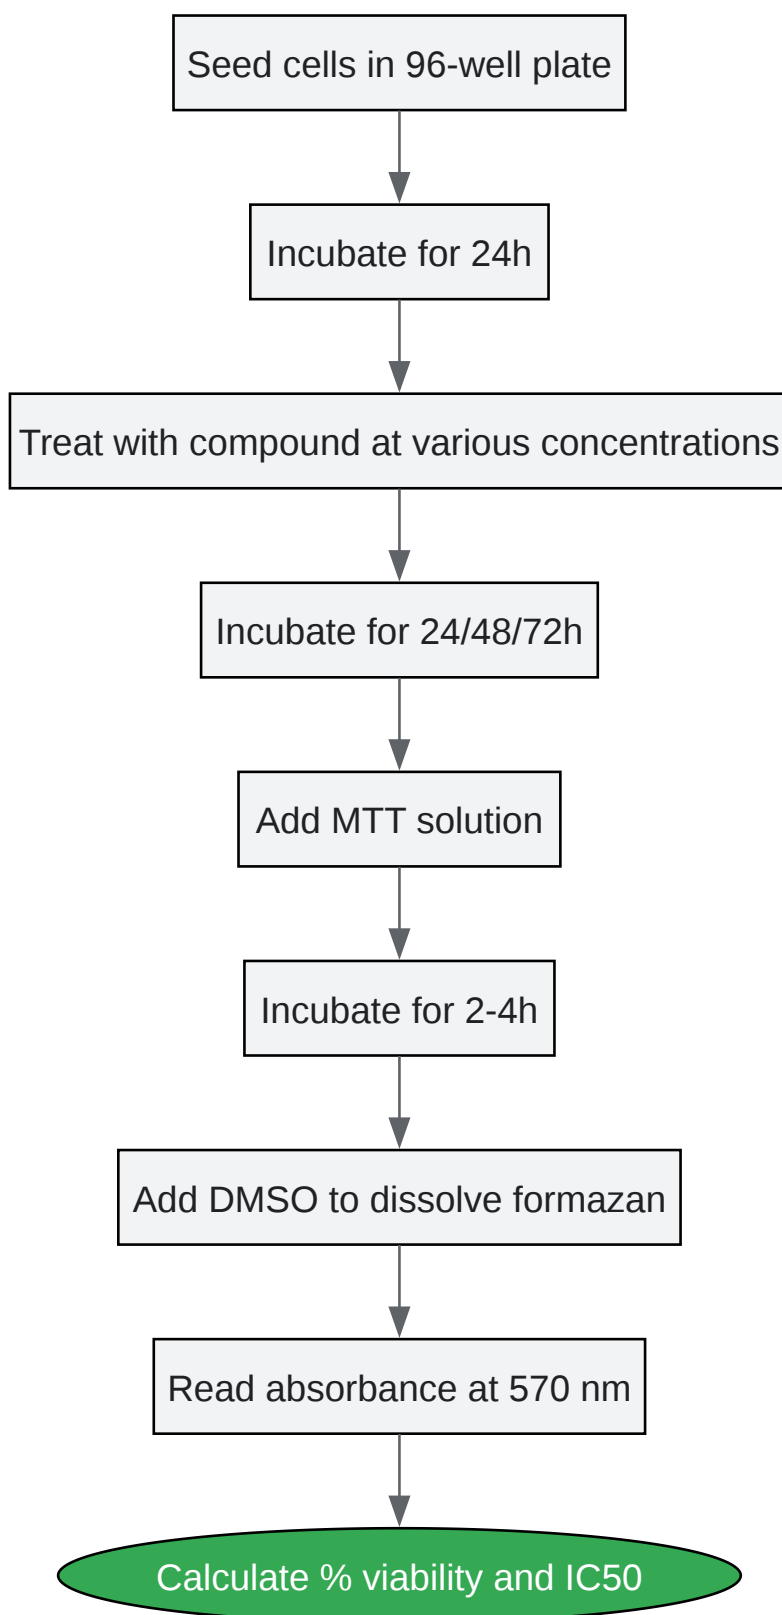 Seed cells in 96-well plate
Incubate for 24h
Treat with compound at various concentrations
Incubate for 24/48/72h
Add MTT solution
Incubate for 2-4h
Add DMSO to dissolve formazan
Read absorbance at 570 nm
Calculate % viability and IC50